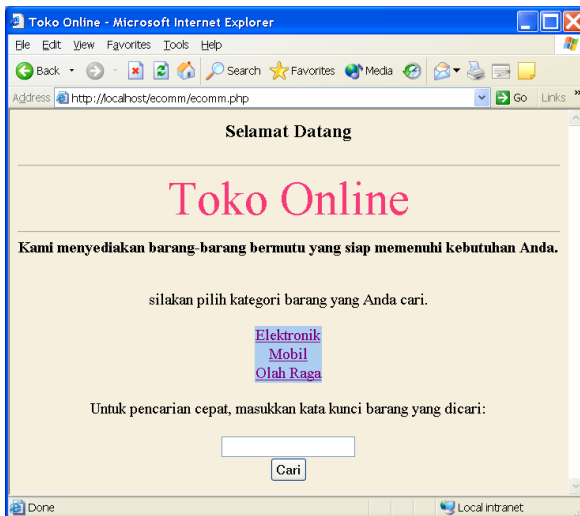 Toko Online - Microsoft Internet Explorer
File Edit View Favorites Tools Help
Back Search Favorites Media
Address http://localhost/ecomm/ecomm.php Go Links »
Selamat Datang
Toko Online
Kami menyediakan barang-barang bermutu yang siap memenuhi kebutuhan Anda.
silakan pilih kategori barang yang Anda cari.
Elektronik
Mobil
Olah Raga
Untuk pencarian cepat, masukkan kata kunci barang yang dicari:
Cari
Done Local intranet